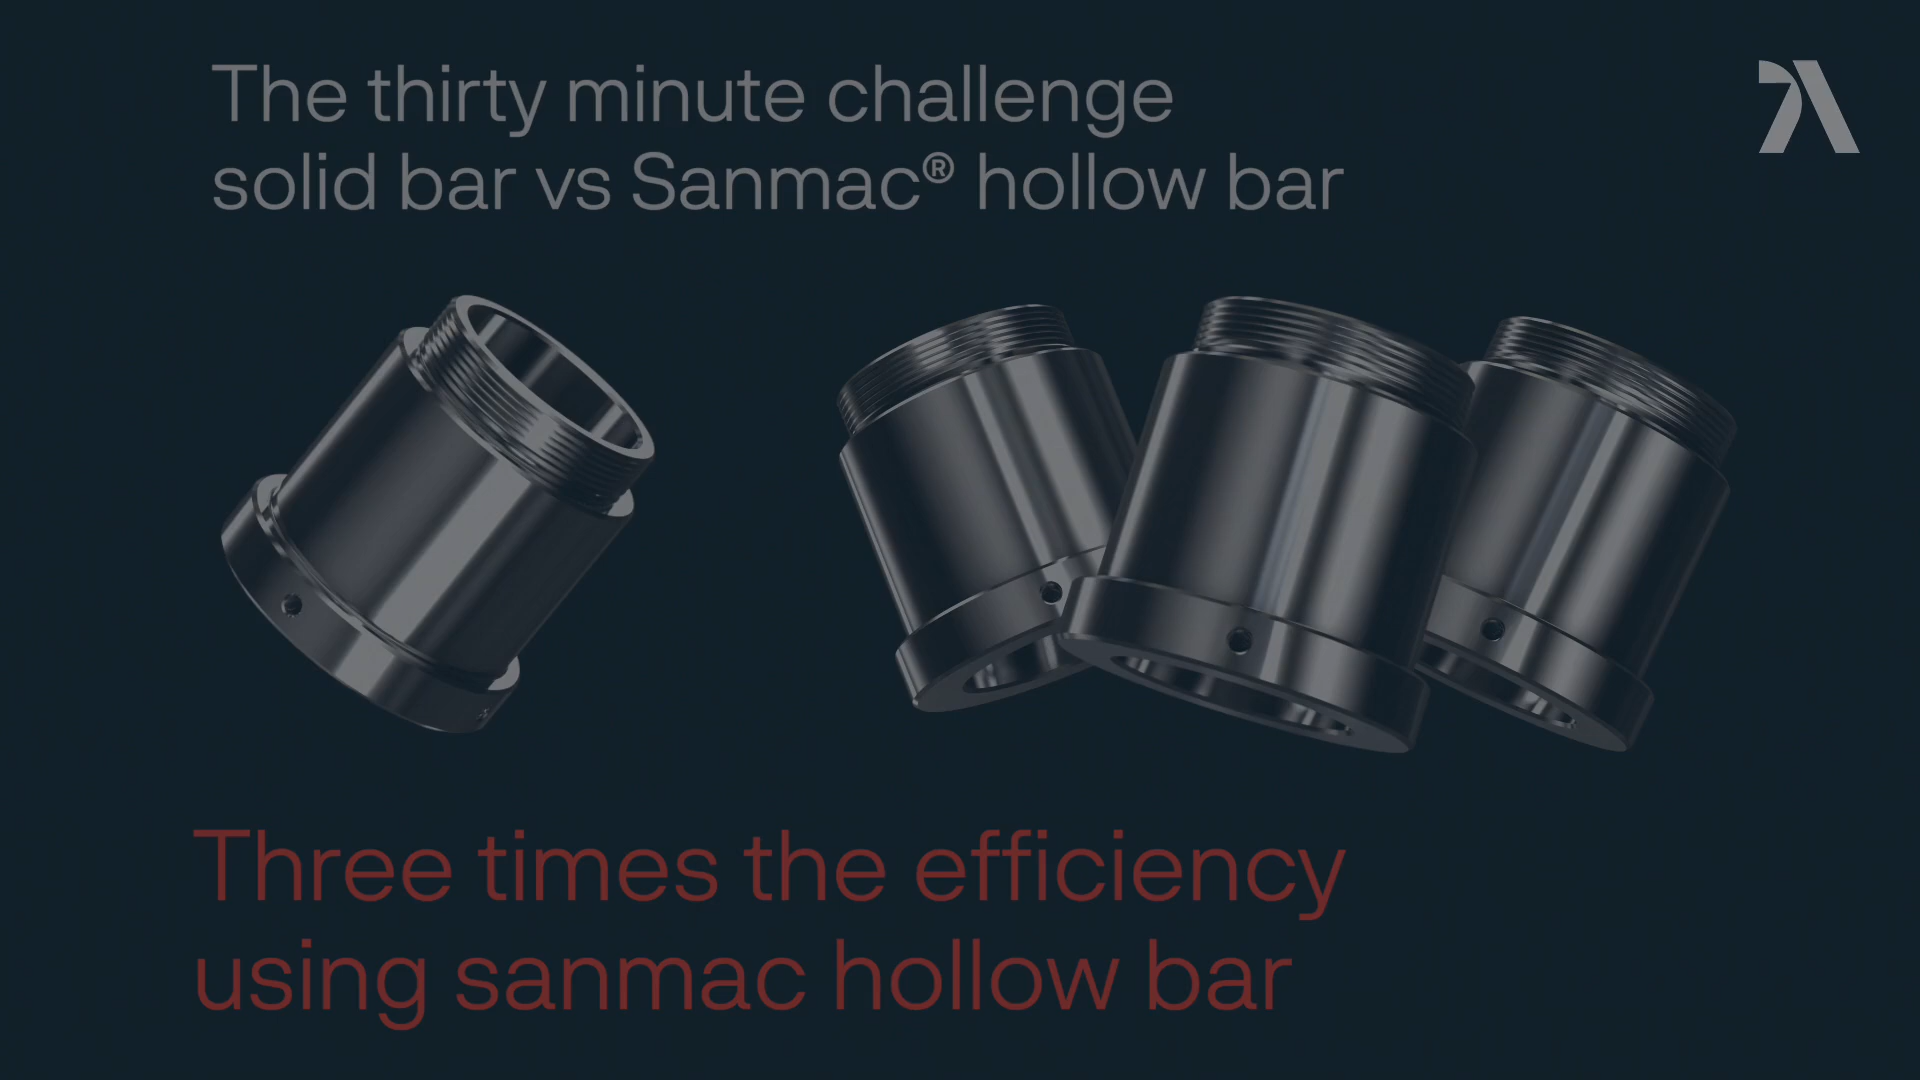 The thirty minute challenge
solid bar vs Sanmac® hollow bar
Three times the efficiency
using sanmac hollow bar